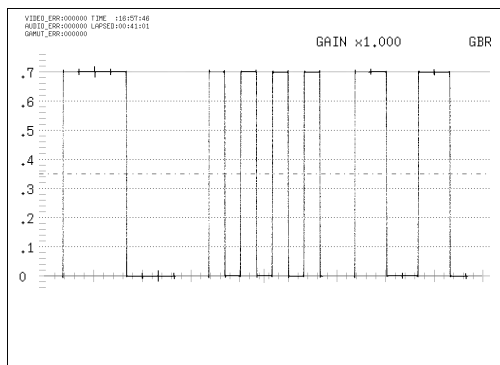 VIDEO_ERR:000000 TIME :16:57:46
AUDIO_ERR:000000 LAPSED:00:41:01
GAMUT_ERR:000000
GAIN x1.000 GBR
.7
.6
.5
.4
.3
.2
.1
0